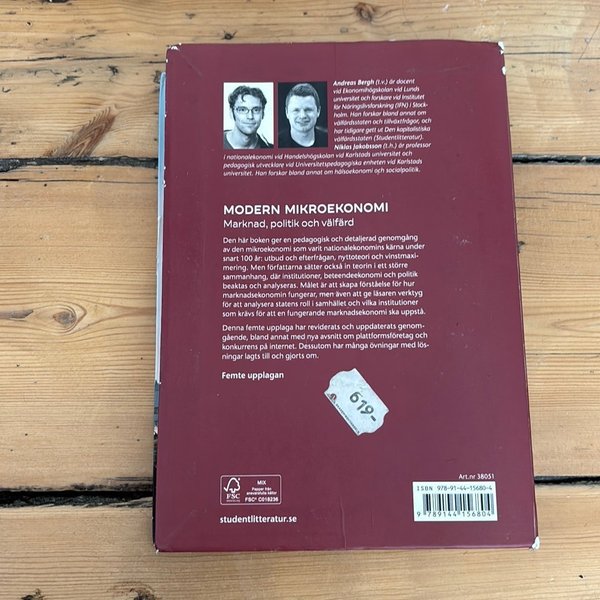 Andreas Bergh (t.v.) är docent
vid Ekonomihögskolan vid Lunds
universitet och forskare vid Institutet
för Näringslivsforskning (IFN) i Stock-
holm. Han forskar bland annat om
välfärdsstaten och tillväxtfrågor, och
har tidigare gett ut Den kapitalistiska
välfärdsstaten (Studentlitteratur).
Niklas Jakobsson (t.h.) är professor
i nationalekonomi vid Handelshögskolan vid Karlstads universitet och
pedagogisk utvecklare vid Universitetspedagogiska enheten vid Karlstads
universitet. Han forskar bland annat om hälsoekonomi och socialpolitik.
MODERN MIKROEKONOMI
Marknad, politik och välfärd
Den här boken ger en pedagogisk och detaljerad genomgång
av den mikroekonomi som varit nationalekonomins kärna under
snart 100 år: utbud och efterfrågan, nyttoteori och vinstmaxi-
mering. Men författarna sätter också in teorin i ett större
sammanhang, där institutioner, beteendeekonomi och politik
beaktas och analyseras. Målet är att skapa förståelse för hur
marknadsekonomin fungerar, men även att ge läsaren verktyg
för att analysera statens roll i samhället och vilka institutioner
som krävs för att en fungerande marknadsekonomi ska uppstå.
Denna femte upplaga har reviderats och uppdaterats genom-
gående, bland annat med nya avsnitt om plattformsföretag och
konkurrens på internet. Dessutom har många övningar med lös-
ningar lagts till och gjorts om.
Femte upplagan
619:-
Art.nr 38051
ISBN 978-91-44-15680-4
9 789144 156804
FSC
MIX
Papper från
ansvarsfulla källor
FSC® C018236
studentlitteratur.se